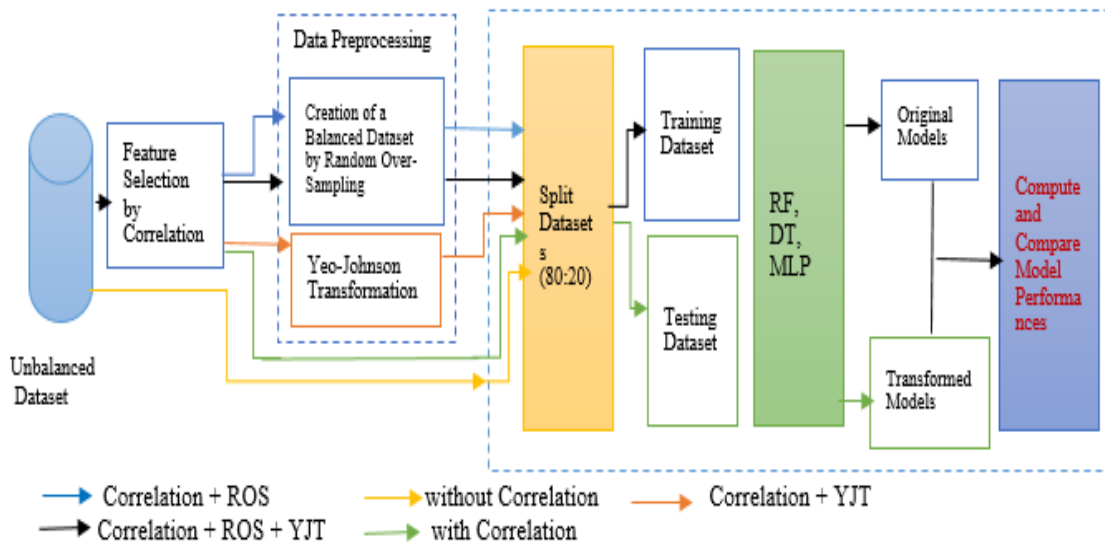 Data Preprocessing
Unbalanced
Dataset
Feature
Selection
by
Correlation
Creation of a
Balanced Dataset
by Random Over-
Sampling
Yeo-Johnson
Transformation
Split
Dataset
s
(80:20)
Training
Dataset
Testing
Dataset
RF,
DT,
MLP
Original
Models
Transformed
Models
Compute
and
Compare
Model
Performa
nces
Correlation + ROS
without Correlation
Correlation + YJT
Correlation + ROS + YJT
with Correlation